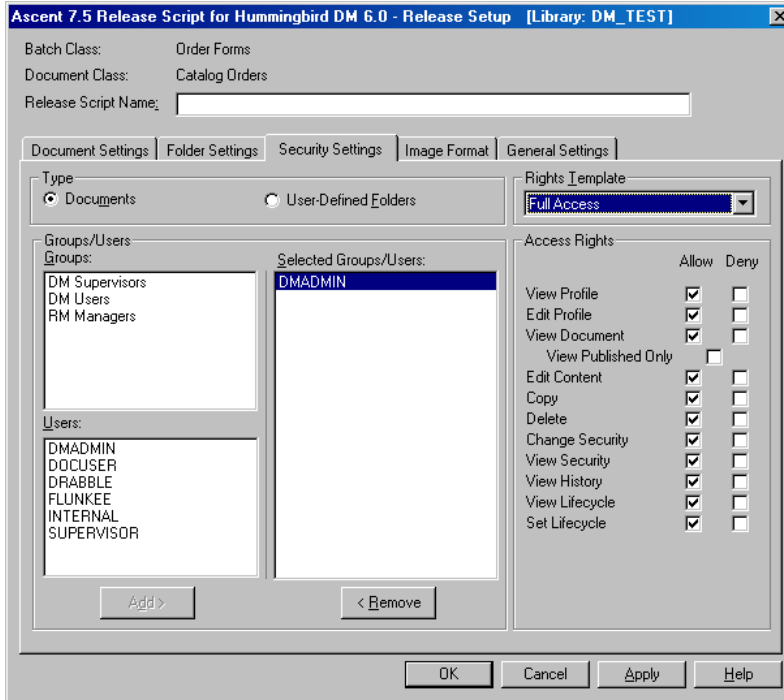 Ascent 7.5 Release Script for Hummingbird DM 6.0 - Release Setup [Library: DM_TEST]
Batch Class: Order Forms
Document Class: Catalog Orders
Release Script Name:
Document Settings Folder Settings Security Settings Image Format General Settings
Type
Documents User-Defined Folders
Rights Template
Full Access
Groups/Users
Groups:
DM Supervisors
DM Users
RM Managers
Users:
DMADMIN
DOCUSER
DRABBLE
FLUNKEE
INTERNAL
SUPERVISOR
Add >
Selected Groups/Users:
DMADMIN
< Remove
Access Rights
Allow Deny
View Profile
Edit Profile
View Document
View Published Only
Edit Content
Copy
Delete
Change Security
View Security
View History
View Lifecycle
Set Lifecycle
OK Cancel Apply Help